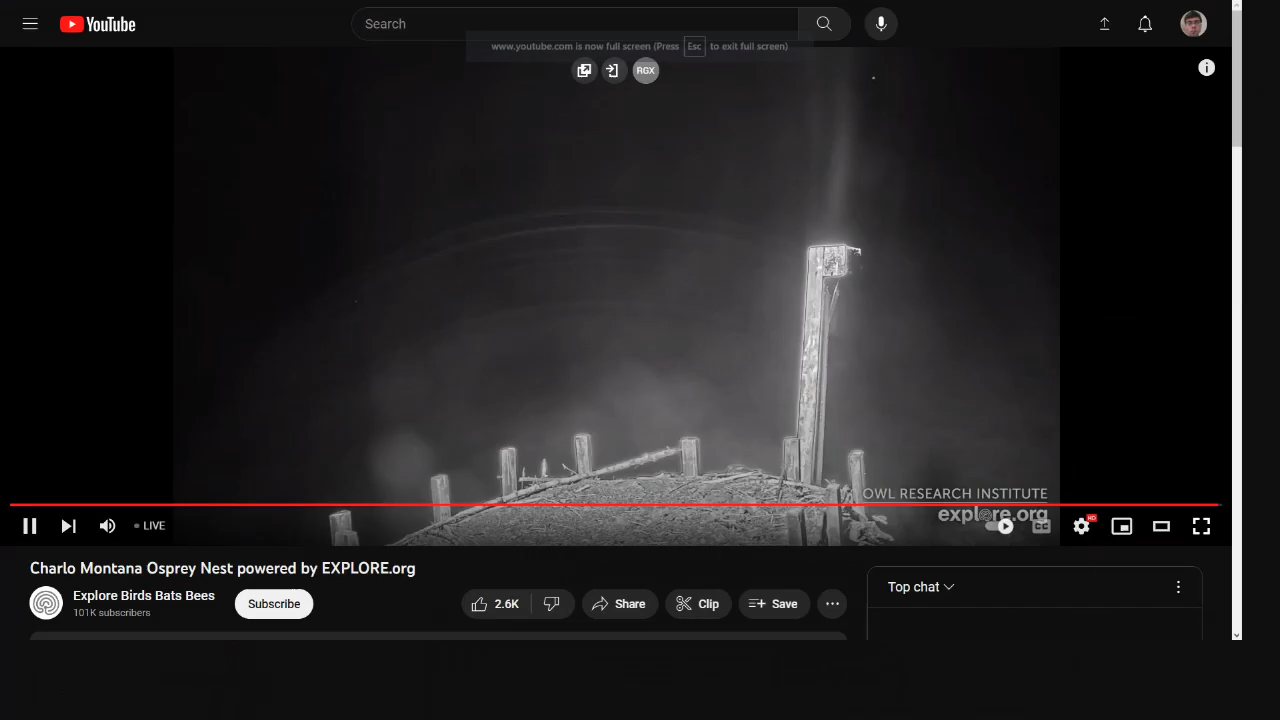 YouTube
Search
www.youtube.com is now full screen (Press Esc to exit full screen)
RGX
OWL RESEARCH INSTITUTE
explore.org
LIVE
CC
HD
Charlo Montana Osprey Nest powered by EXPLORE.org
Explore Birds Bats Bees
101K subscribers
Subscribe
2.6K
Share
Clip
Save
Top chat